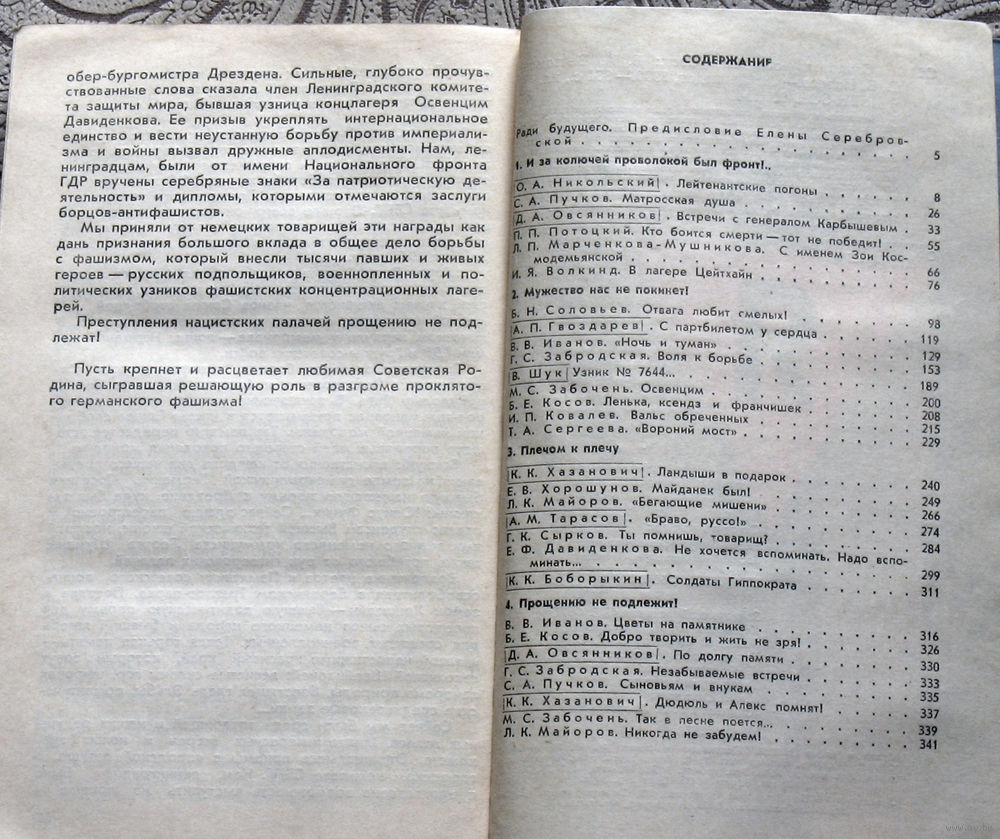 обер-бургомистра Дрездена. Сильные, глубоко прочув-
ствованные слова сказала член Ленинградского комите-
та защиты мира, бывшая узница концлагеря Освенцим
Давиденкова. Ее призыв укреплять интернациональное
единство и вести неустанную борьбу против империали-
зма и войны вызвал дружные аплодисменты. Нам, ле-
нинградцам, были от имени Национального фронта
ГДР вручены серебряные знаки «За патриотическую де-
ятельность» и дипломы, которыми отмечаются заслуги
борцов-антифашистов.
Мы приняли от немецких товарищей эти награды как
дань признания большого вклада в общее дело борьбы
с фашизмом, который внесли тысячи павших и живых
героев — русских подпольщиков, военнопленных и по-
литических узников фашистских концентрационных лаге-
рей.
Преступления нацистских палачей прощению не под-
лежат!
Пусть крепнет и расцветает любимая Советская Ро-
дина, сыгравшая решающую роль в разгроме проклято-
го германского фашизма!
СОДЕРЖАНИЕ
Ради будущего. Предисловие Елены Серебров-
ской . . . . . . . . . . . . . . . . 5
1. И за колючей проволокой был фронт!..
О. А. Никольский. Лейтенантские погоны . . . . . 8
С. А. Пучков. Матросская душа . . . . . . . . 26
Д. А. Овсянников. Встречи с генералом Карбышевым . 33
П. П. Потоцкий. Кто боится смерти — тот не победит! . 55
Л. П. Марченкова-Мушникова. С именем Зои Кос-
модемьянской . . . . . . . . . . . . . 66
И. Я. Волкинд. В лагере Цейтхайн . . . . . . . 76
2. Мужество нас не покинет!
Б. Н. Соловьев. Отвага любит смелых! . . . . . . 98
А. П. Гвоздарев. С партбилетом у сердца . . . . . 119
В. В. Иванов. «Ночь и туман» . . . . . . . . 129
Г. С. Забродская. Воля к борьбе . . . . . . . 153
В. Шук Узник № 7644... . . . . . . . . . 189
М. С. Забочень. Освенцим . . . . . . . . . 200
Б. Е. Косов. Ленька, ксендз и франчишек . . . . . 208
И. П. Ковалев. Вальс обреченных . . . . . . . 215
Т. А. Сергеева. «Вороний мост» . . . . . . . . 229
3. Плечом к плечу
К. К. Хазанович. Ландыши в подарок . . . . . . 240
Е. В. Хорошунов. Майданек был! . . . . . . . 249
Л. К. Майоров. «Бегающие мишени» . . . . . . 266
А. М. Тарасов. «Браво, руссо!» . . . . . . . . 274
Г. К. Сырков. Ты помнишь, товарищ? . . . . . . 284
Е. Ф. Давиденкова. Не хочется вспоминать. Надо вспо-
минать... . . . . . . . . . . . . . . . 299
К. К. Боборыкин. Солдаты Гиппократа . . . . . . 311
4. Прощению не подлежит!
В. В. Иванов. Цветы на памятнике . . . . . . . 316
Б. Е. Косов. Добро творить и жить не зря! . . . . . 326
Д. А. Овсянников. По долгу памяти . . . . . . 330
Г. С. Забродская. Незабываемые встречи . . . . . 333
С. А. Пучков. Сыновьям и внукам . . . . . . . 335
К. К. Хазанович. Дюдюль и Алекс помнят! . . . . . 337
М. С. Забочень. Так в песне поется... . . . . . . 339
Л. К. Майоров. Никогда не забудем! . . . . . . 341